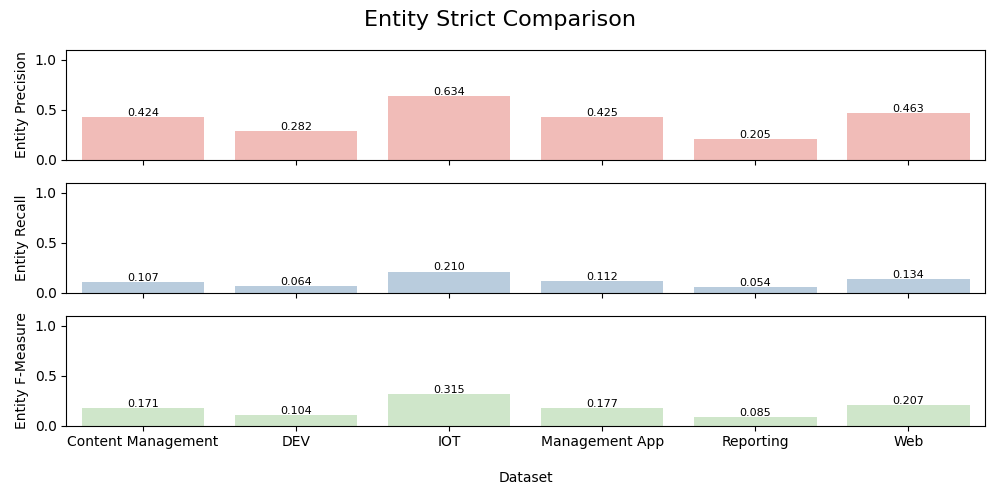 Entity Strict Comparison
Entity Precision
1.0
0.5
0.0
0.424
0.282
0.634
0.425
0.205
0.463
Entity Recall
1.0
0.5
0.0
0.107
0.064
0.210
0.112
0.054
0.134
Entity F-Measure
1.0
0.5
0.0
0.171
0.104
0.315
0.177
0.085
0.207
Content Management
DEV
IOT
Management App
Reporting
Web
Dataset